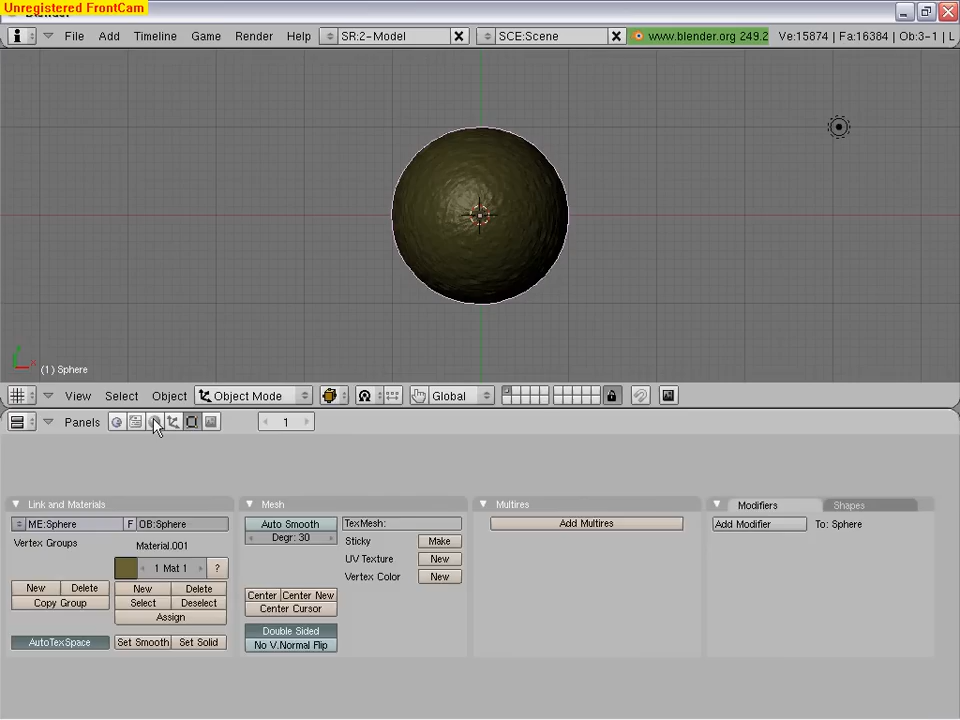 Unregistered FrontCam
File Add Timeline Game Render Help SR:2-Model SCE:Scene www.blender.org 249.2 Ve:15874 | Fa:16384 | Ob:3-1 | L
(1) Sphere
View Select Object Object Mode Global
Panels 1
Link and Materials Mesh Multires Modifiers Shapes
ME:Sphere F OB:Sphere Auto Smooth TexMesh: Add Multires Add Modifier To: Sphere
Degr: 30
Vertex Groups Material.001 Sticky Make
UV Texture New
1 Mat 1 ? Vertex Color New
New Delete New Delete Center Center New
Copy Group Select Deselect Center Cursor
Assign
Double Sided
AutoTexSpace Set Smooth Set Solid No V.Normal Flip